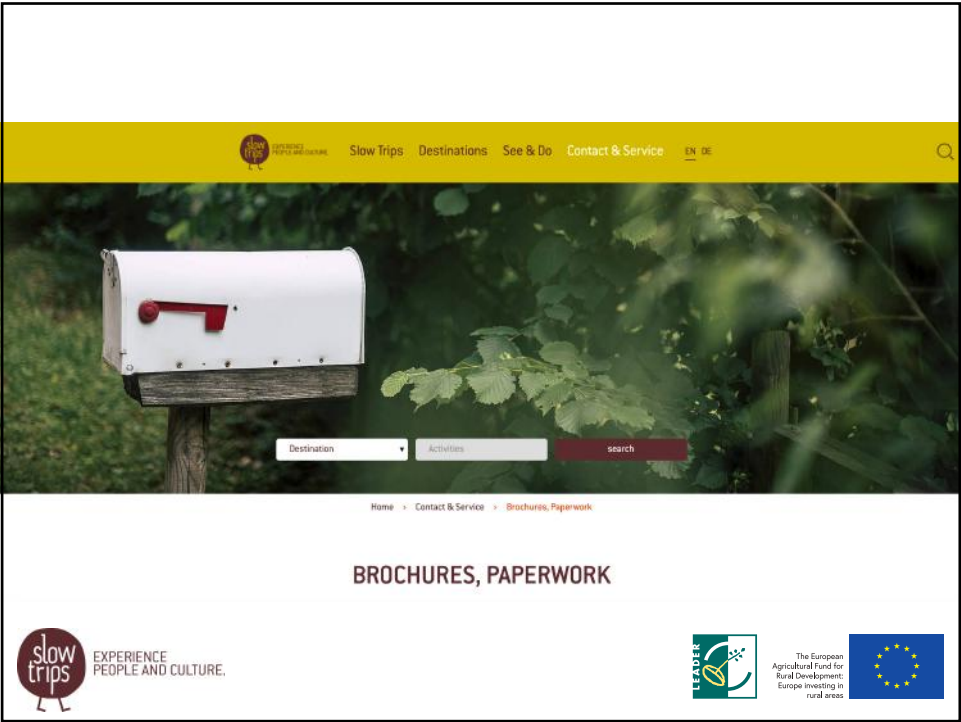 slow
trips
EXPERIENCE
PEOPLE AND CULTURE.
Slow Trips Destinations See & Do Contact & Service EN DE
Destination Activities search
Home › Contact & Service › Brochures, Paperwork
BROCHURES, PAPERWORK
slow
trips
EXPERIENCE
PEOPLE AND CULTURE.
LEADER
The European
Agricultural Fund for
Rural Development:
Europe investing in
rural areas